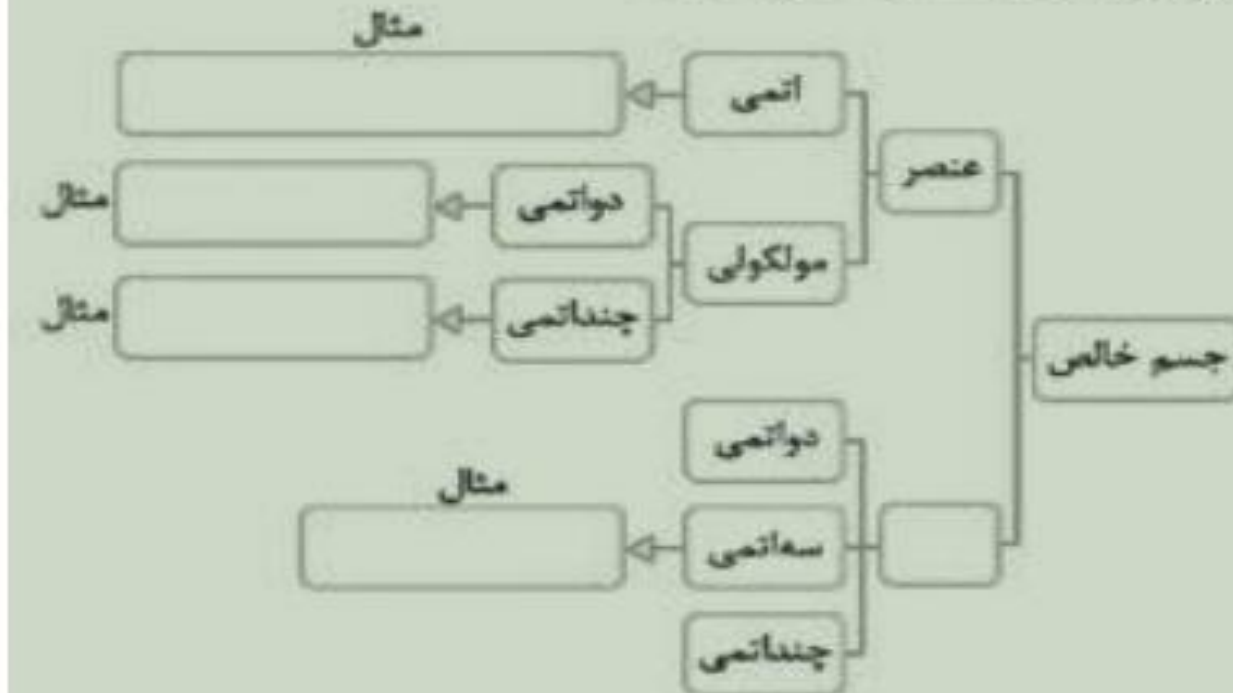 مثال
اتمی
عنصر
دواتمی
مثال
مولکولی
چنداتمی
مثال
جسم خالص
دواتمی
مثال
سه‌اتمی
چنداتمی